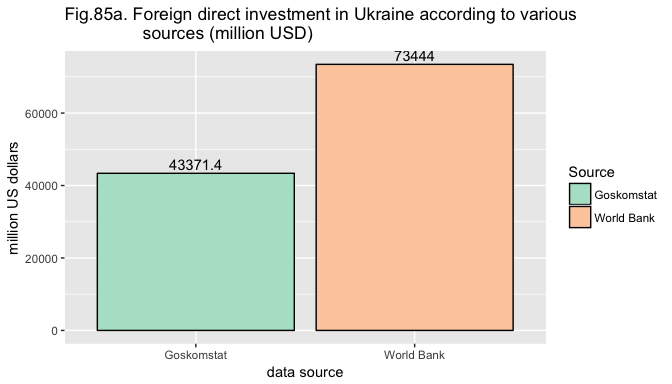 Fig.85a. Foreign direct investment in Ukraine according to various
sources (million USD)
73444
43371.4
60000
40000
20000
0
million US dollars
Goskomstat
World Bank
data source
Source
Goskomstat
World Bank